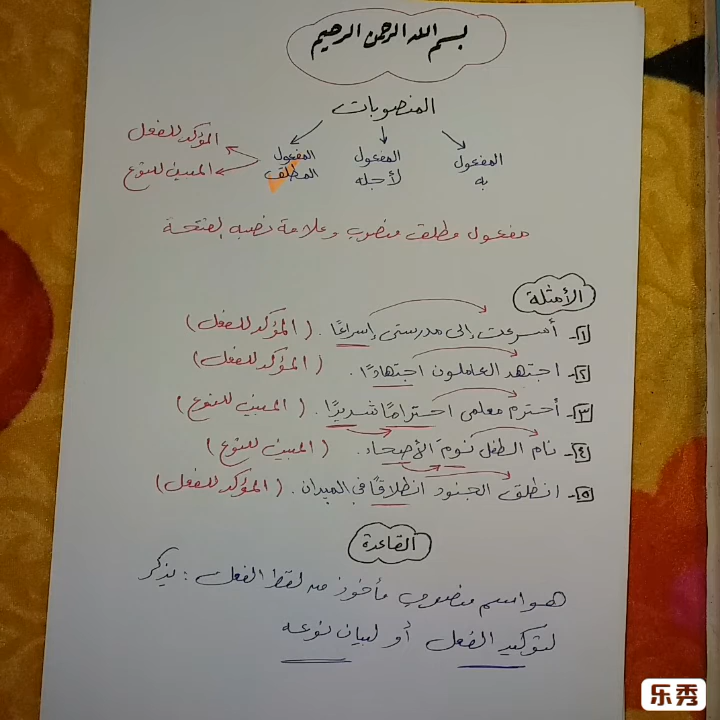 بسم الله الرحمن الرحيم
المنصوبات
المفعول به
المفعول لأجله
المفعول المطلق
المؤكد للفعل
المبين للنوع
مفعول مطلق منصوب وعلامة نصبه الفتحة
الأمثلة
١- أسرعت إلى مدرستي إسراعًا . (المؤكد للفعل)
٢- اجتهد العاملون اجتهادًا . (المؤكد للفعل)
٣- أحترم معلمي احترامًا شديدًا . (المبين للنوع)
٤- نام الطفل نوم الأصحاء . (المبين للنوع)
٥- انطلق الجنود انطلاقًا في الميدان . (المؤكد للفعل)
القاعدة
هو اسم منصوب مأخوذ من لفظ الفعل : يذكر
لتوكيد الفعل أو لبيان نوعه
乐秀